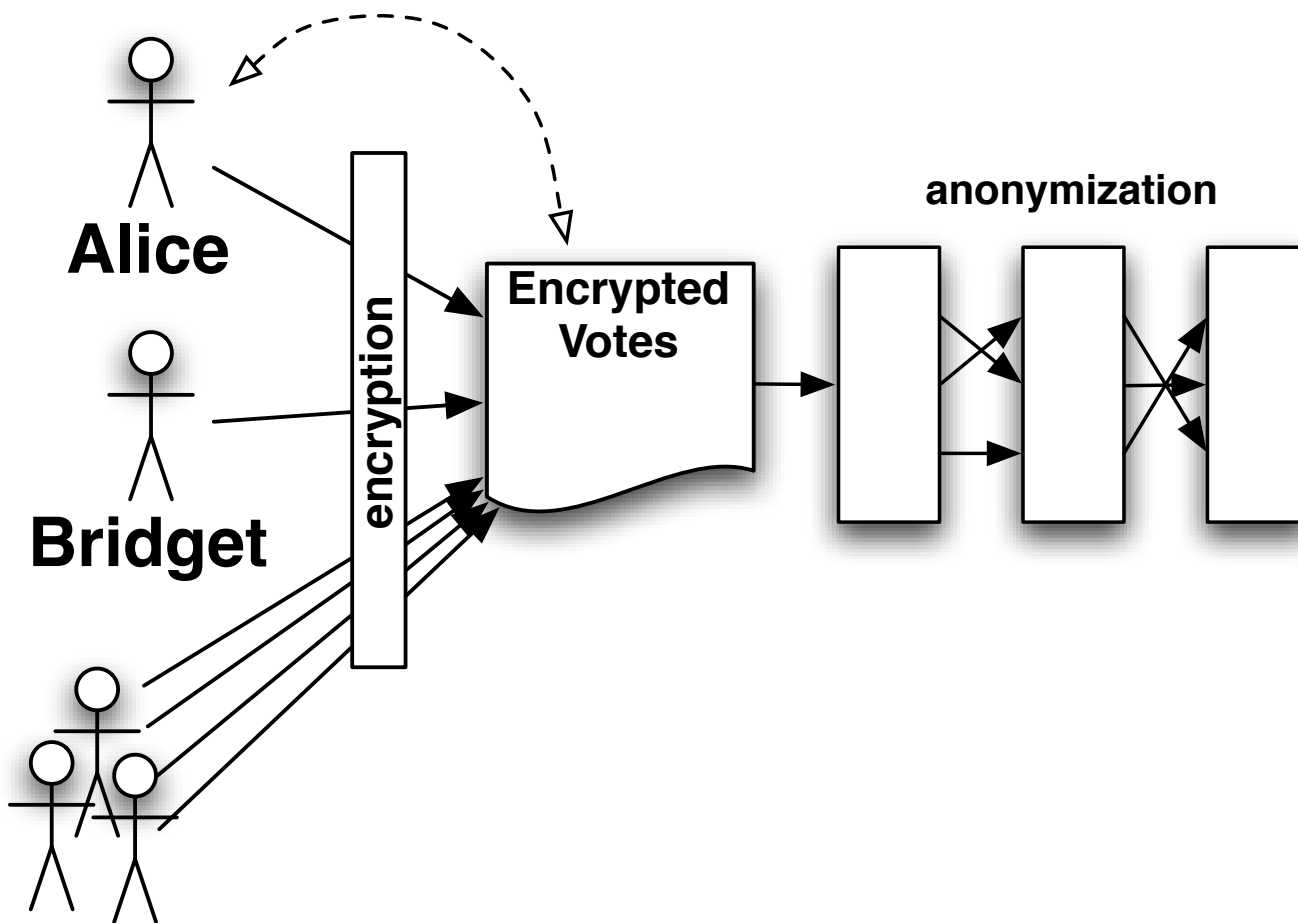 Alice
Bridget
encryption
Encrypted
Votes
anonymization